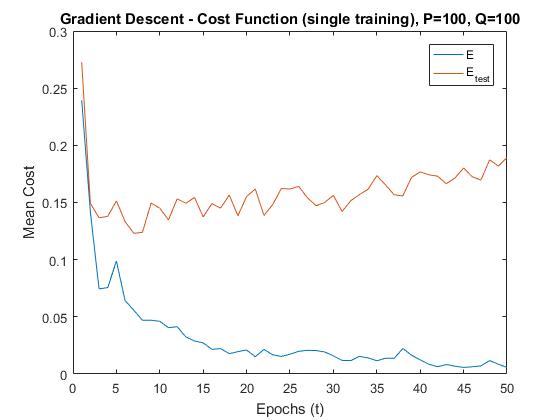 Gradient Descent - Cost Function (single training), P=100, Q=100
0.3
0.25
0.2
0.15
0.1
0.05
0
Mean Cost
E
E_test
0 5 10 15 20 25 30 35 40 45 50
Epochs (t)